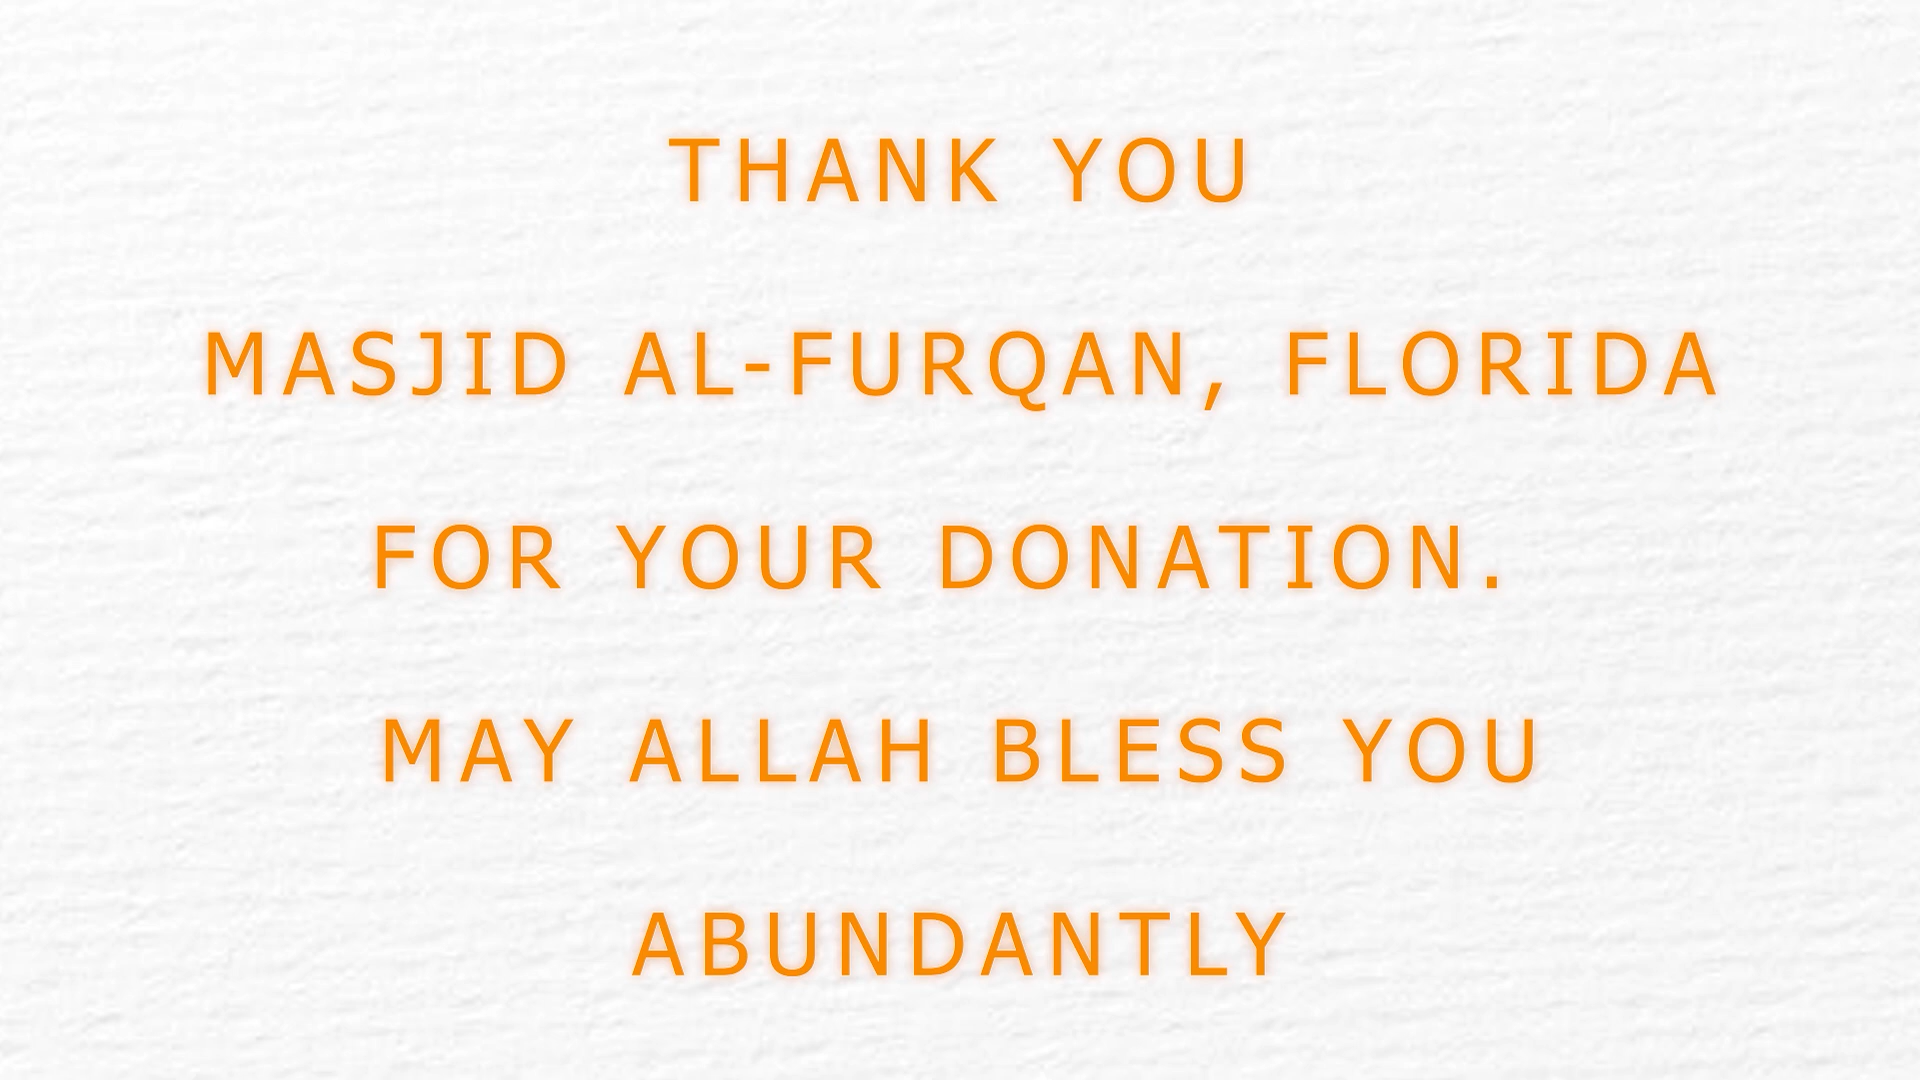 THANK YOU
MASJID AL-FURQAN, FLORIDA
FOR YOUR DONATION.
MAY ALLAH BLESS YOU
ABUNDANTLY